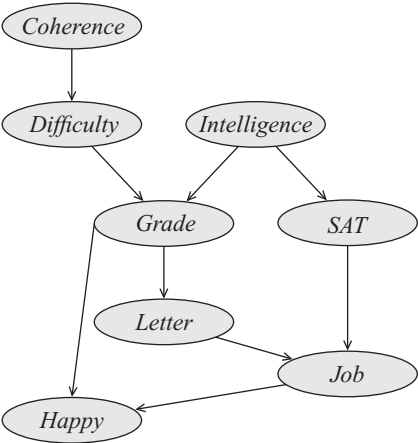 Coherence
Difficulty
Intelligence
Grade
SAT
Letter
Job
Happy